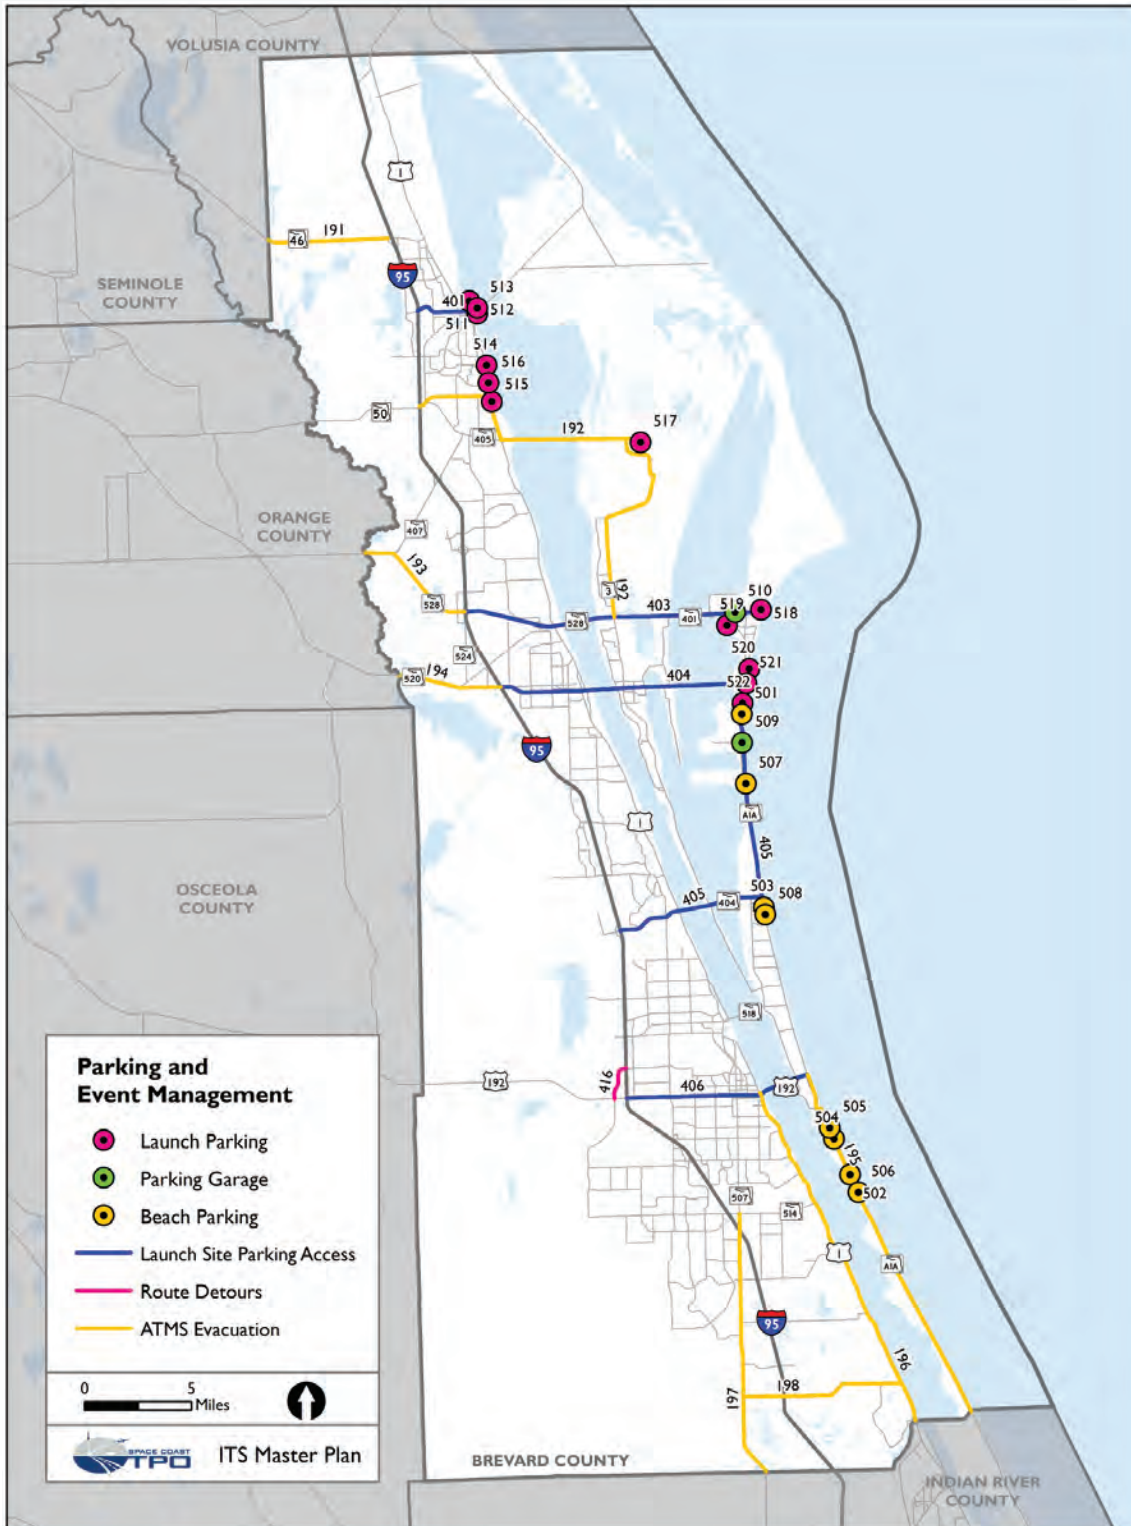 VOLUSIA COUNTY
1
46
191
95
SEMINOLE
COUNTY
401
513
512
511
514
516
515
50
405
192
517
ORANGE
COUNTY
407
193
528
3
192
528
403
401
519
510
518
524
520
194
520
404
521
522
501
509
95
507
1
A1A
405
OSCEOLA
COUNTY
405
404
503
508
518
192
416
406
192
505
504
195
506
502
507
514
1
A1A
95
196
197
198
Parking and
Event Management
Launch Parking
Parking Garage
Beach Parking
Launch Site Parking Access
Route Detours
ATMS Evacuation
0 5
Miles
SPACE COAST
TPO
ITS Master Plan
BREVARD COUNTY
INDIAN RIVER
COUNTY